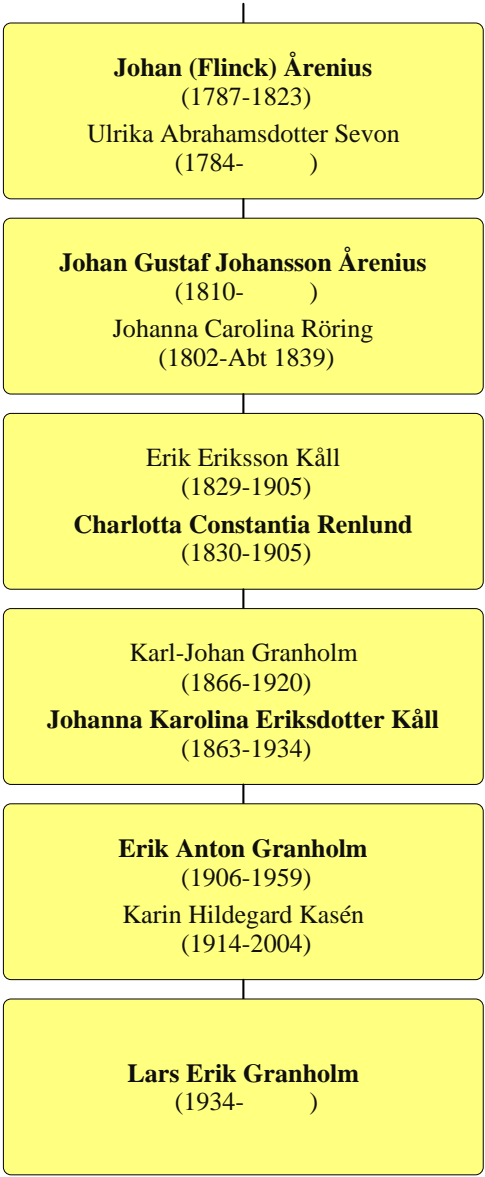 Johan (Flinck) Årenius
(1787-1823)
Ulrika Abrahamsdotter Sevon
(1784- )
Johan Gustaf Johansson Årenius
(1810- )
Johanna Carolina Röring
(1802-Abt 1839)
Erik Eriksson Kåll
(1829-1905)
Charlotta Constantia Renlund
(1830-1905)
Karl-Johan Granholm
(1866-1920)
Johanna Karolina Eriksdotter Kåll
(1863-1934)
Erik Anton Granholm
(1906-1959)
Karin Hildegard Kasén
(1914-2004)
Lars Erik Granholm
(1934- )